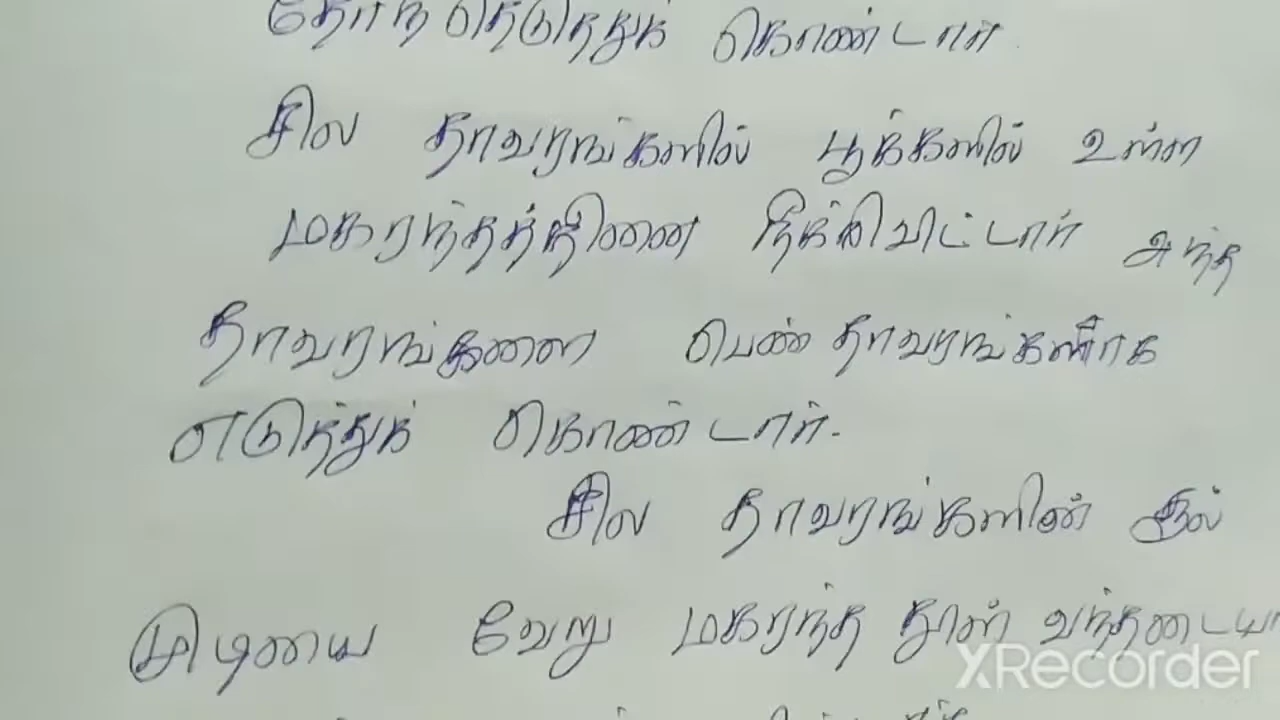 தேர்ந்தெடுத்துக் கொண்டார்
சில தாவரங்களில் பூக்களில் உள்ள
மகரந்தத்தினை நீக்கிவிட்டார் அந்த
தாவரங்களை பெண் தாவரங்களாக
எடுத்துக் கொண்டார்.
சில தாவரங்களின் சூல்
முடியை வேறு மகரந்த தூள் வந்தடையா
XRecorder